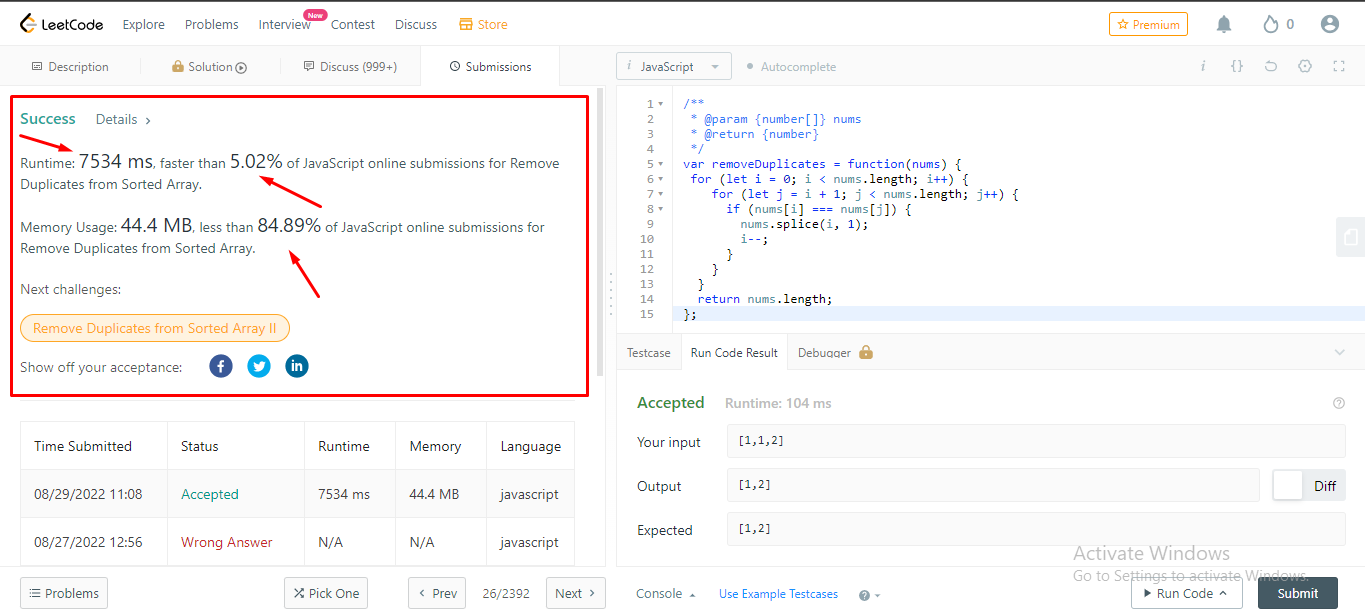 LeetCode Explore Problems Interview New Contest Discuss Store Premium 0
Description Solution Discuss (999+) Submissions
i JavaScript Autocomplete i {}
Success Details >
Runtime: 7534 ms, faster than 5.02% of JavaScript online submissions for Remove
Duplicates from Sorted Array.
Memory Usage: 44.4 MB, less than 84.89% of JavaScript online submissions for
Remove Duplicates from Sorted Array.
Next challenges:
Remove Duplicates from Sorted Array II
Show off your acceptance:
Time Submitted Status Runtime Memory Language
08/29/2022 11:08 Accepted 7534 ms 44.4 MB javascript
08/27/2022 12:56 Wrong Answer N/A N/A javascript
Problems Pick One < Prev 26/2392 Next >
1 /**
2 * @param {number[]} nums
3 * @return {number}
4 */
5 var removeDuplicates = function(nums) {
6 for (let i = 0; i < nums.length; i++) {
7 for (let j = i + 1; j < nums.length; j++) {
8 if (nums[i] === nums[j]) {
9 nums.splice(i, 1);
10 i--;
11 }
12 }
13 }
14 return nums.length;
15 };
Testcase Run Code Result Debugger
Accepted Runtime: 104 ms
Your input [1,1,2]
Output [1,2] Diff
Expected [1,2]
Activate Windows
Go to Settings to activate Windows.
Console Use Example Testcases Run Code Submit